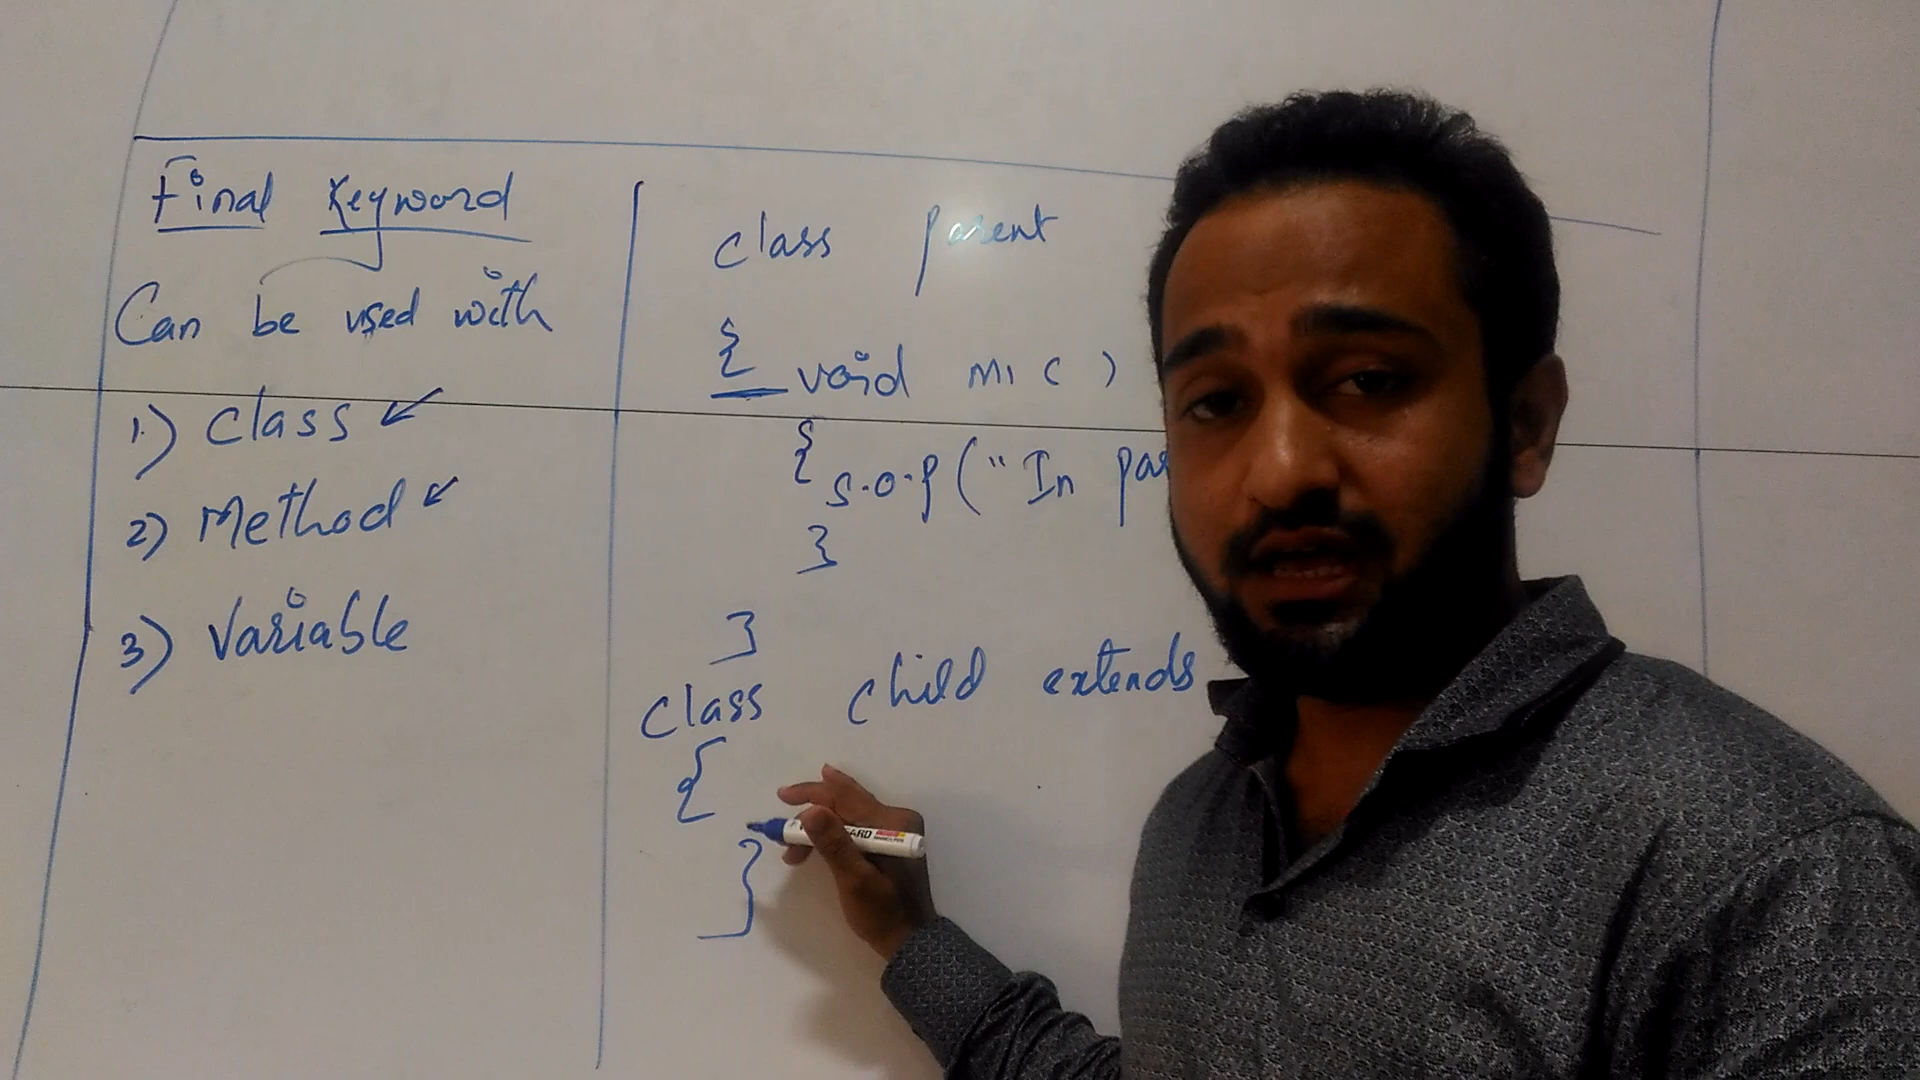 Final Keyword
Can be used with
1.) class
2) Method
3) Variable
class parent
{ void m1 ( )
{ S.o.p ( " In par
}
}
class child extends
{
}